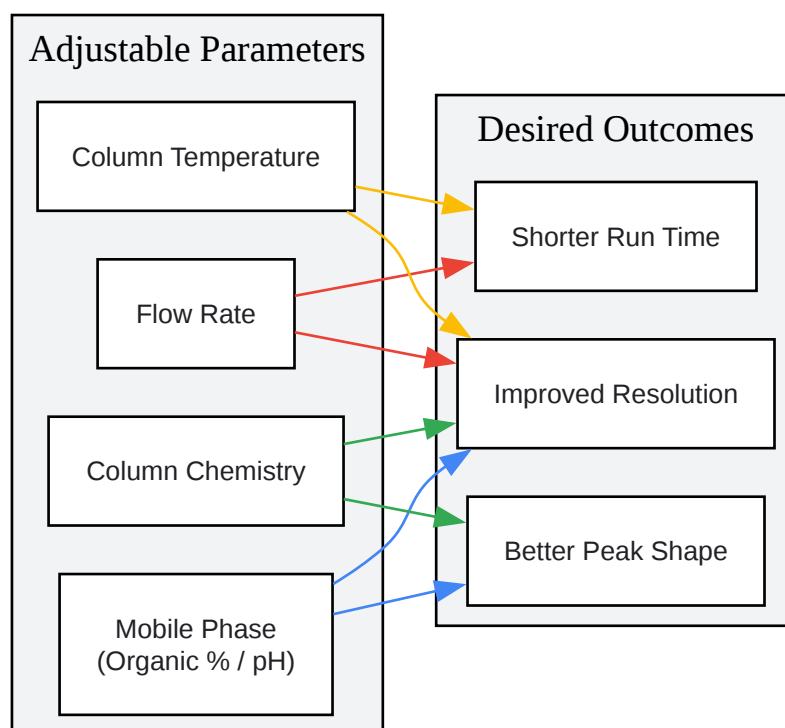 Adjustable Parameters
Column Temperature
Flow Rate
Column Chemistry
Mobile Phase
(Organic % / pH)
Desired Outcomes
Shorter Run Time
Improved Resolution
Better Peak Shape